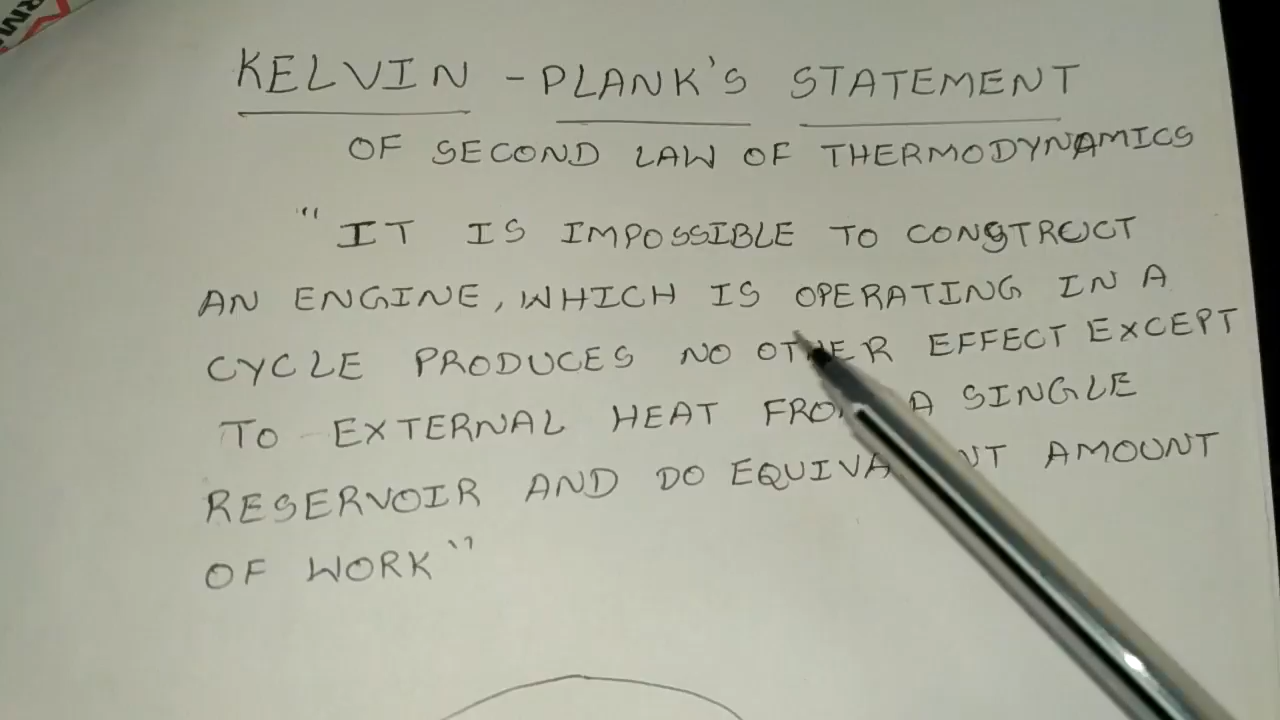 KELVIN - PLANK'S STATEMENT
OF SECOND LAW OF THERMODYNAMICS
"IT IS IMPOSSIBLE TO CONSTRUCT
AN ENGINE, WHICH IS OPERATING IN A
CYCLE PRODUCES NO OTHER EFFECT EXCEPT
TO EXTERNAL HEAT FROM A SINGLE
RESERVOIR AND DO EQUIVALENT AMOUNT
OF WORK"